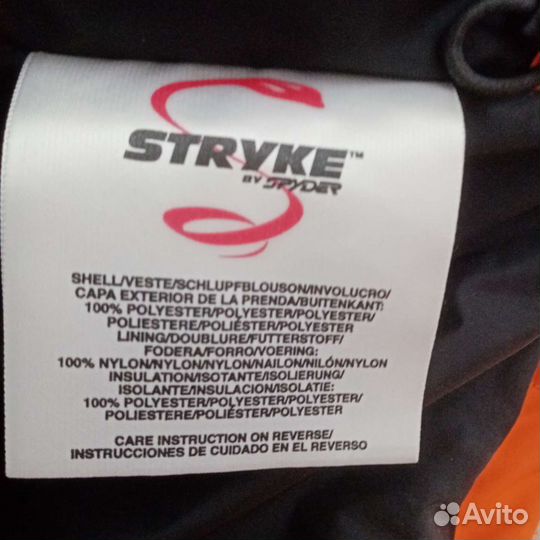 STRYKE™
BY SPYDER
SHELL/VESTE/SCHLUPFBLOUSON/INVOLUCRO/
CAPA EXTERIOR DE LA PRENDA/BUITENKANT:
100% POLYESTER/POLYESTER/POLYESTER/
POLIESTERE/POLIÉSTER/POLYESTER
LINING/DOUBLURE/FUTTERSTOFF/
FODERA/FORRO/VOERING:
100% NYLON/NYLON/NYLON/NAILON/NILÓN/NYLON
INSULATION/ISOTANTE/ISOLIERUNG/
ISOLANTE/INSULACION/ISOLATIE:
100% POLYESTER/POLYESTER/POLYESTER/
POLIESTERE/POLIÉSTER/POLYESTER
CARE INSTRUCTION ON REVERSE/
INSTRUCCIONES DE CUIDADO EN EL REVERSO
Avito